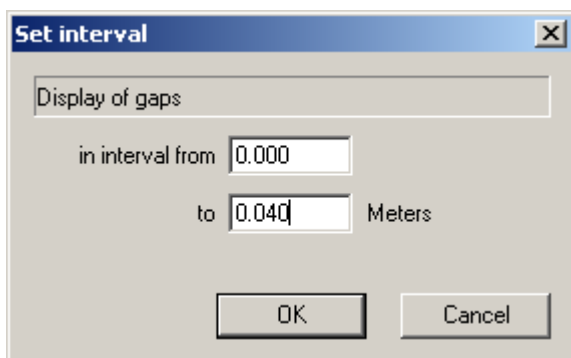 Set interval
Display of gaps
in interval from 0.000
to 0.040 Meters
OK Cancel